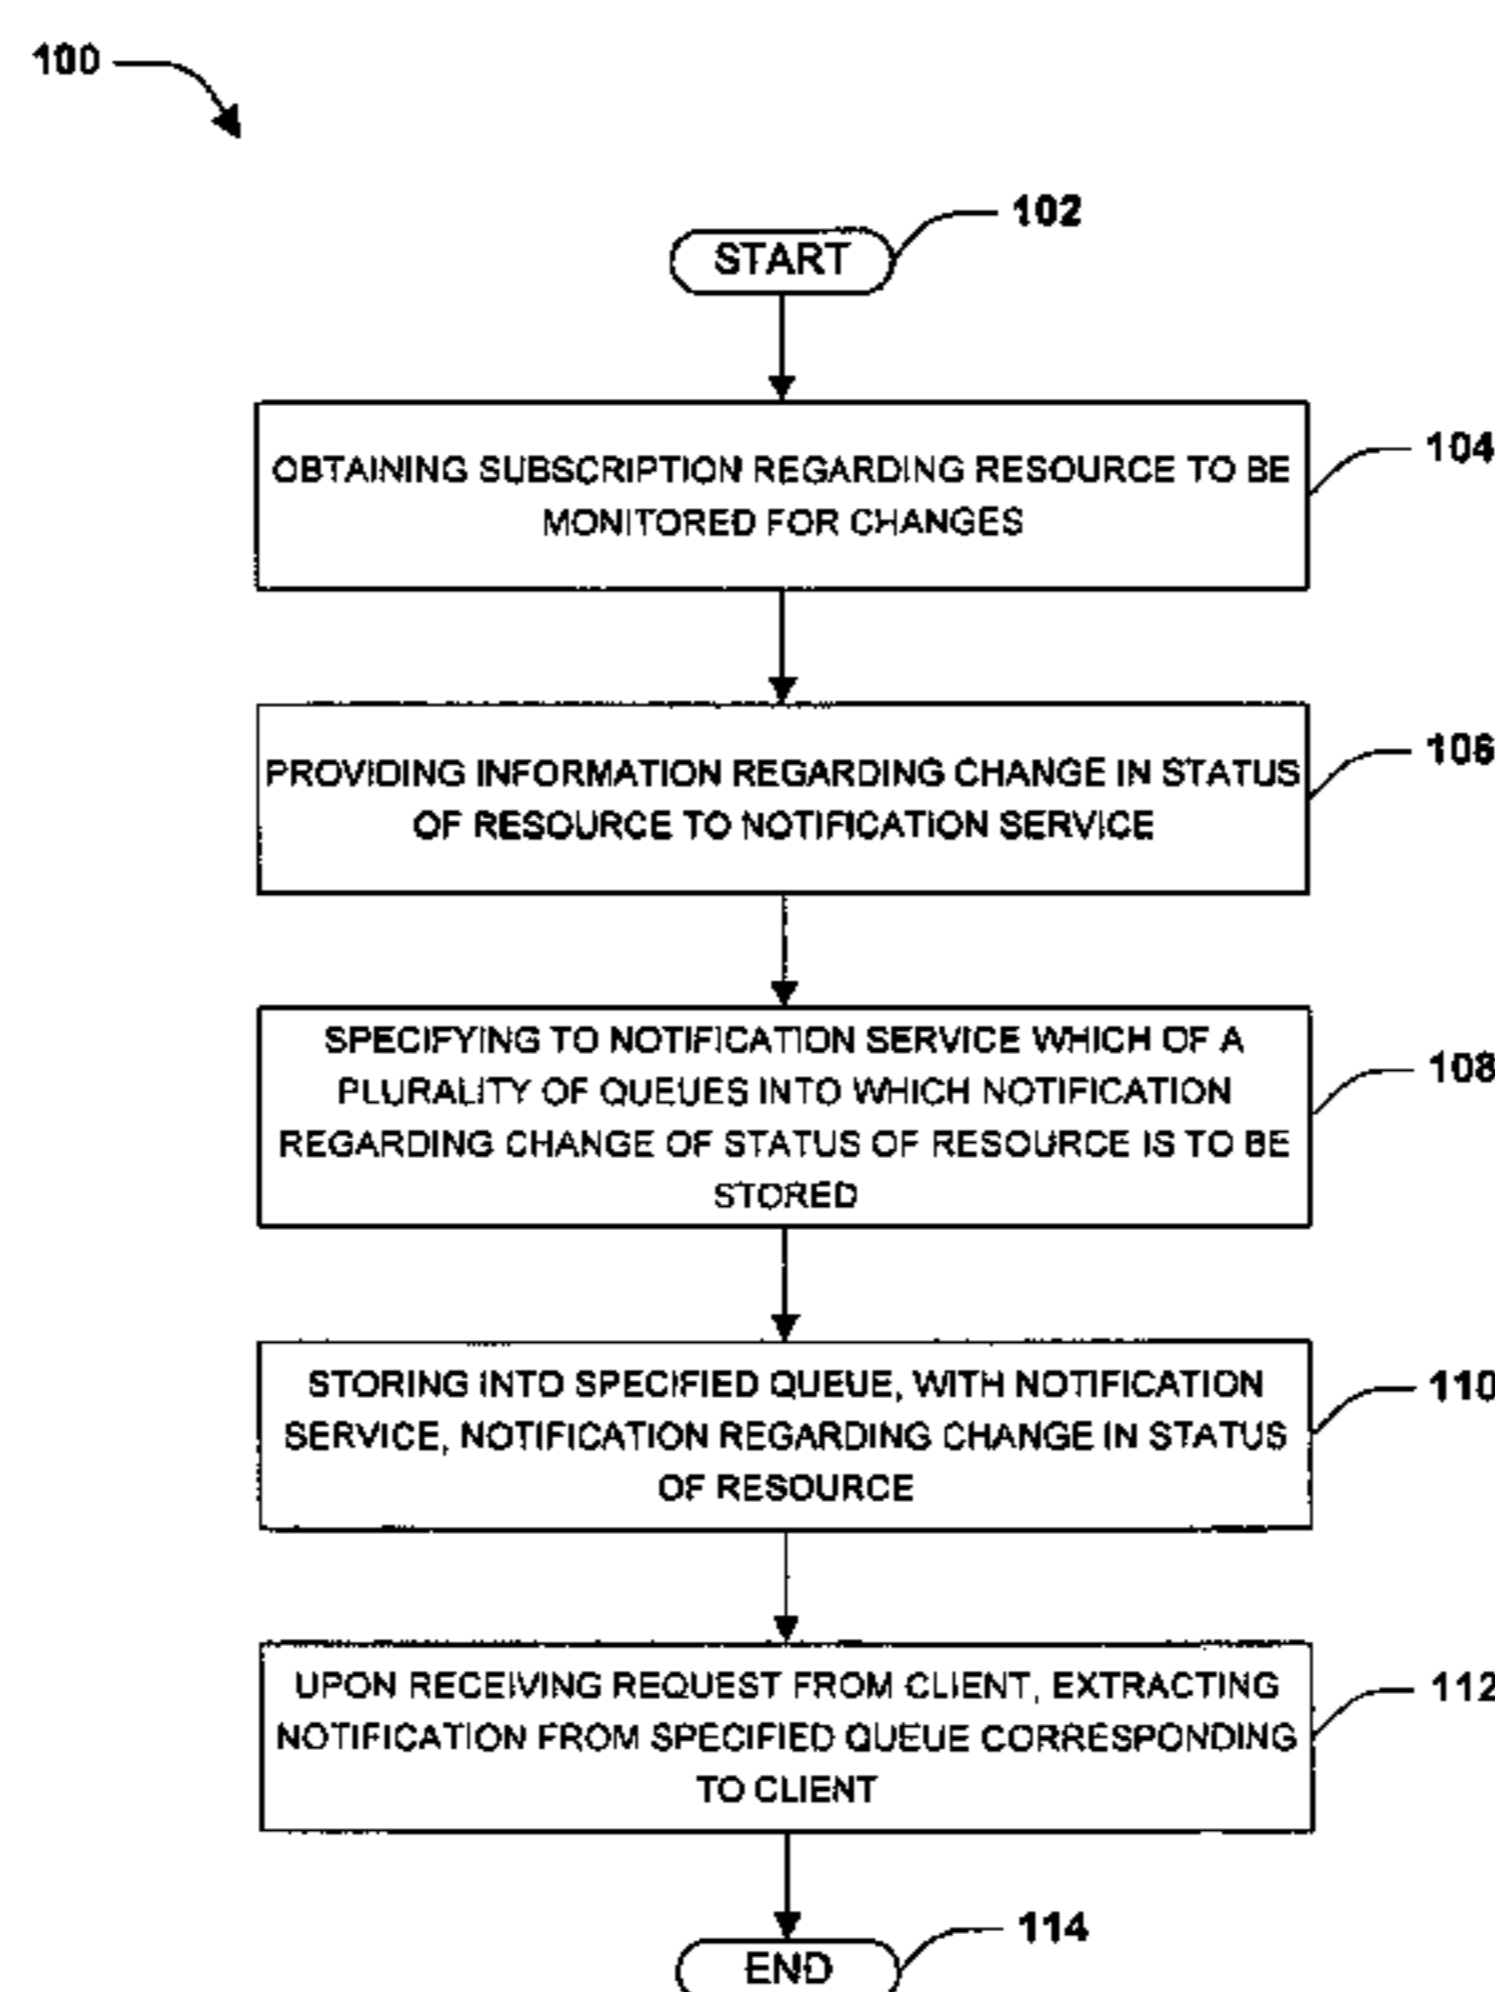 100
102
START
OBTAINING SUBSCRIPTION REGARDING RESOURCE TO BE
MONITORED FOR CHANGES
104
PROVIDING INFORMATION REGARDING CHANGE IN STATUS
OF RESOURCE TO NOTIFICATION SERVICE
106
SPECIFYING TO NOTIFICATION SERVICE WHICH OF A
PLURALITY OF QUEUES INTO WHICH NOTIFICATION
REGARDING CHANGE OF STATUS OF RESOURCE IS TO BE
STORED
108
STORING INTO SPECIFIED QUEUE, WITH NOTIFICATION
SERVICE, NOTIFICATION REGARDING CHANGE IN STATUS
OF RESOURCE
110
UPON RECEIVING REQUEST FROM CLIENT, EXTRACTING
NOTIFICATION FROM SPECIFIED QUEUE CORRESPONDING
TO CLIENT
112
114
END